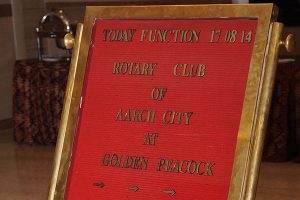 TODAY FUNCTION 17 08 14
ROTARY CLUB
OF
AARCH CITY
AT
GOLDEN PEACOCK
→ → →